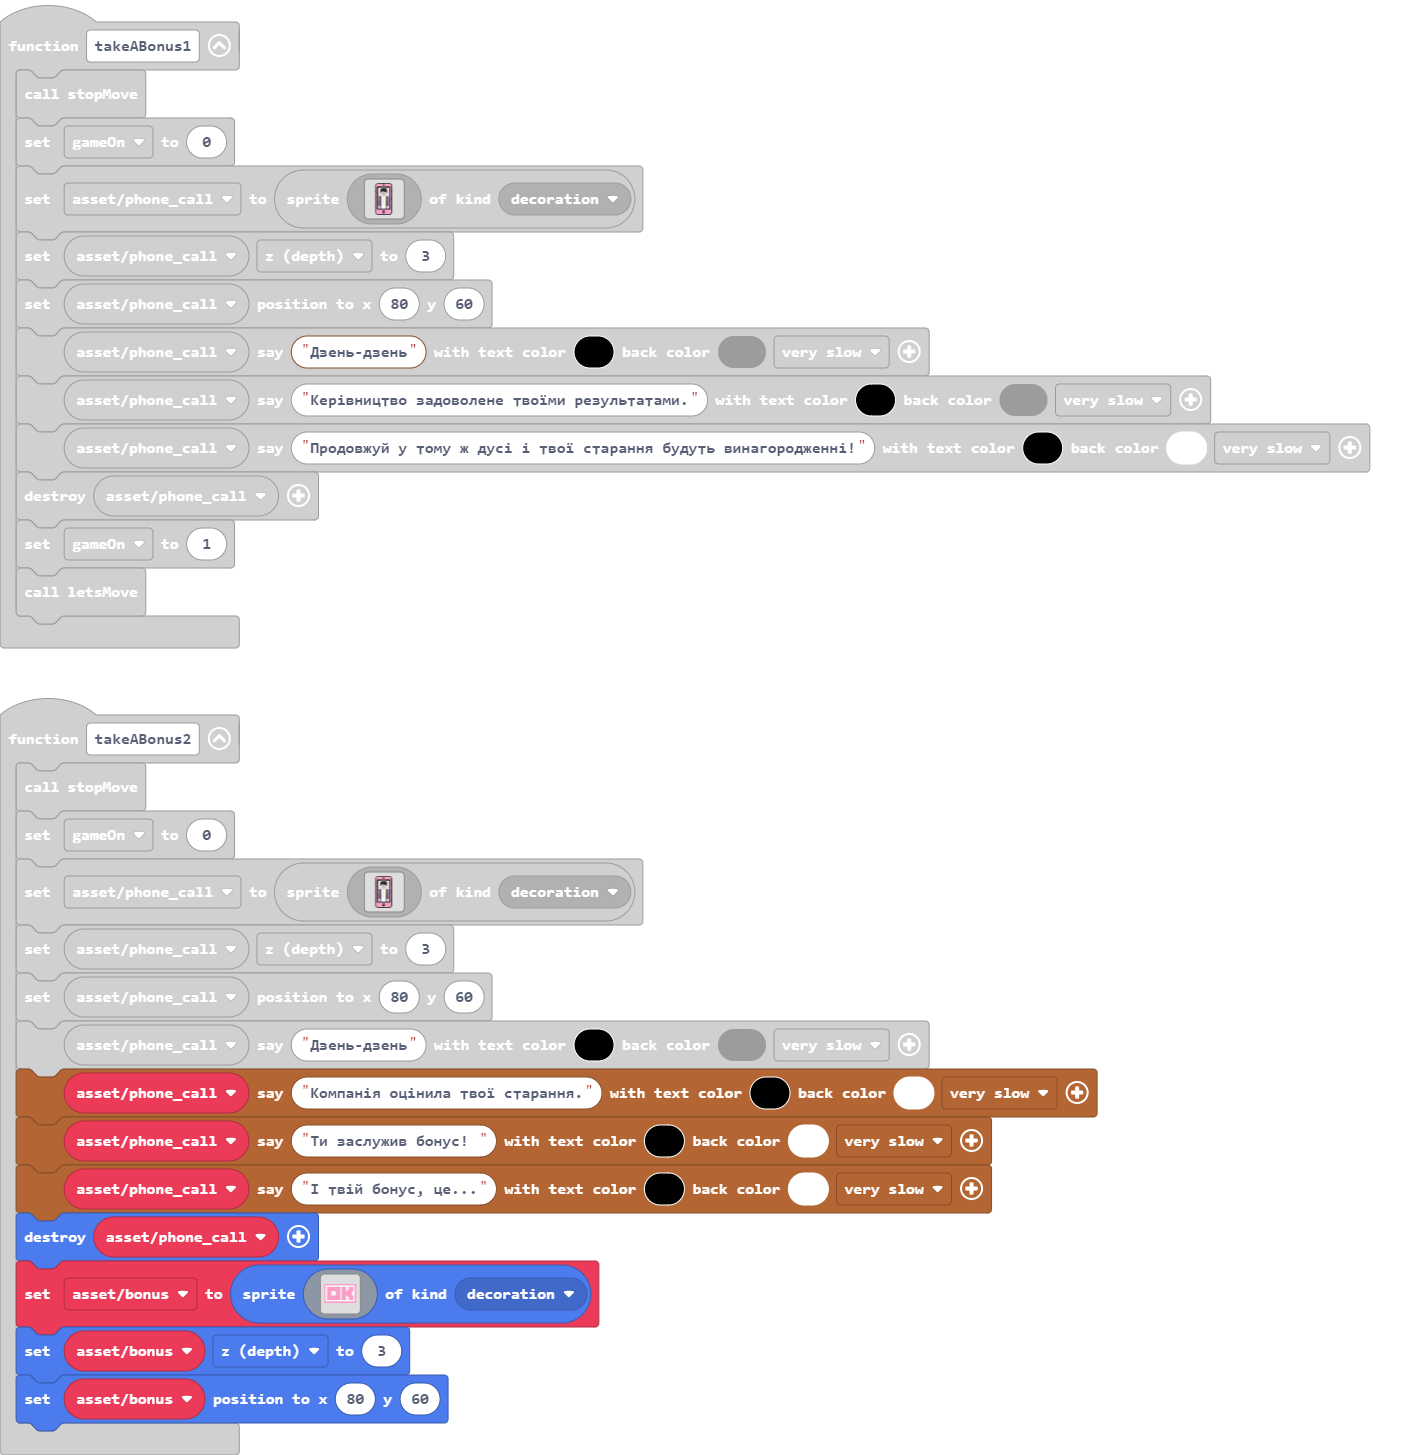 function takeABonus1
call stopMove
set gameOn to 0
set asset/phone_call to sprite of kind decoration
set asset/phone_call z (depth) to 3
set asset/phone_call position to x 80 y 60
asset/phone_call say "Дзень-дзень" with text color back color very slow
asset/phone_call say "Керівництво задоволене твоїми результатами." with text color back color very slow
asset/phone_call say "Продовжуй у тому ж дусі і твої старання будуть винагородженні!" with text color back color very slow
destroy asset/phone_call
set gameOn to 1
call letsMove
function takeABonus2
call stopMove
set gameOn to 0
set asset/phone_call to sprite of kind decoration
set asset/phone_call z (depth) to 3
set asset/phone_call position to x 80 y 60
asset/phone_call say "Дзень-дзень" with text color back color very slow
asset/phone_call say "Компанія оцінила твої старання." with text color back color very slow
asset/phone_call say "Ти заслужив бонус! " with text color back color very slow
asset/phone_call say "І твій бонус, це..." with text color back color very slow
destroy asset/phone_call
set asset/bonus to sprite OK of kind decoration
set asset/bonus z (depth) to 3
set asset/bonus position to x 80 y 60